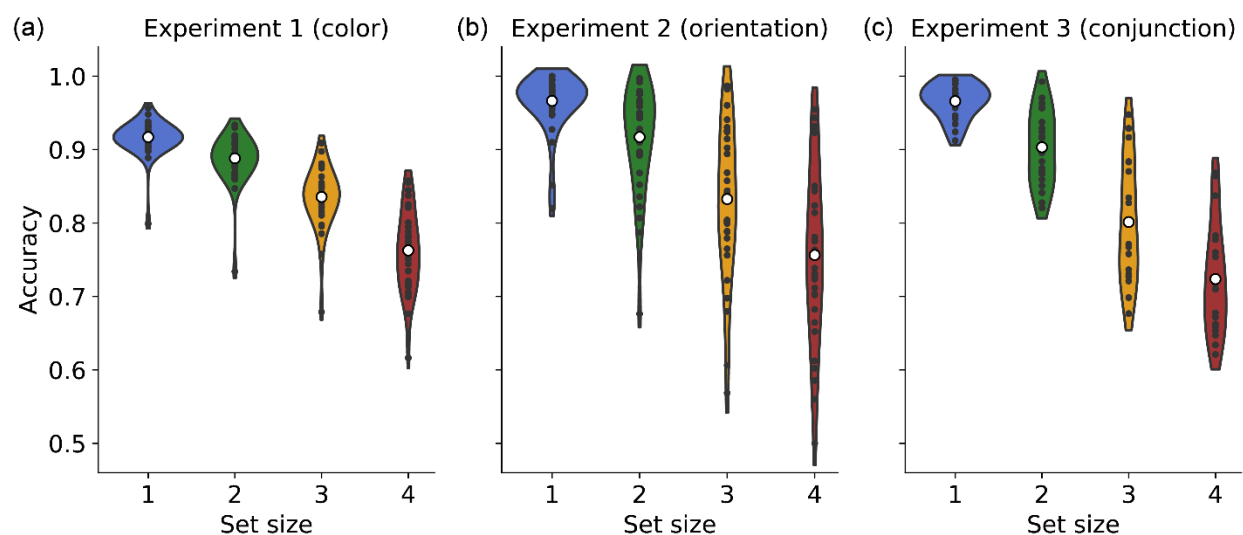 (a) Experiment 1 (color)
(b) Experiment 2 (orientation)
(c) Experiment 3 (conjunction)
Accuracy
1.0
0.9
0.8
0.7
0.6
0.5
1 2 3 4
Set size
1 2 3 4
Set size
1 2 3 4
Set size